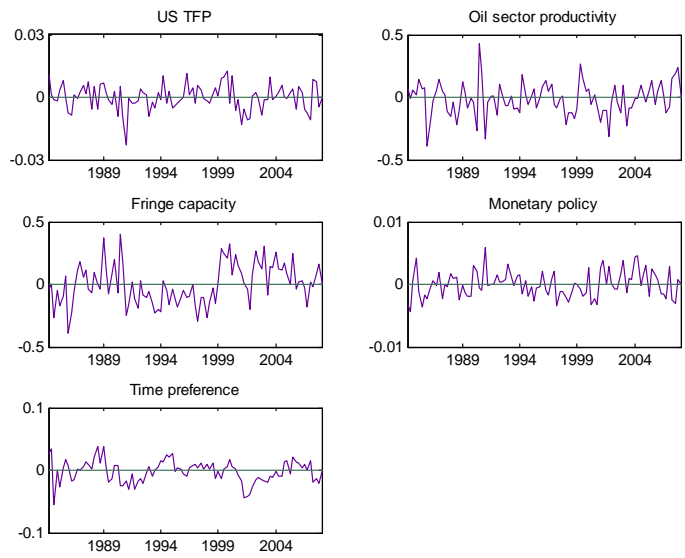 US TFP
0.03
0
-0.03
1989 1994 1999 2004
Oil sector productivity
0.5
0
-0.5
1989 1994 1999 2004
Fringe capacity
0.5
0
-0.5
1989 1994 1999 2004
Monetary policy
0.01
0
-0.01
1989 1994 1999 2004
Time preference
0.1
0
-0.1
1989 1994 1999 2004